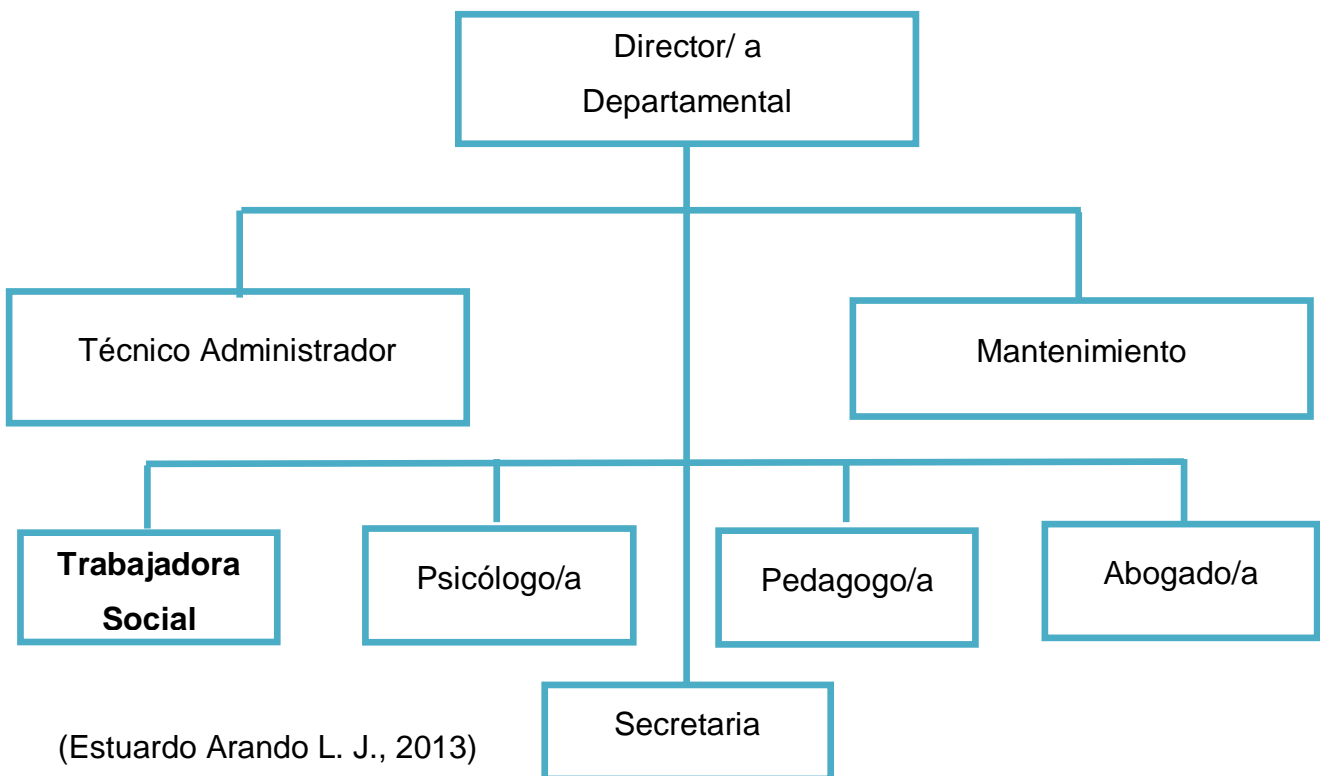 Director/ a
Departamental
Técnico Administrador
Mantenimiento
Trabajadora
Social
Psicólogo/a
Pedagogo/a
Abogado/a
Secretaria
(Estuardo Arando L. J., 2013)